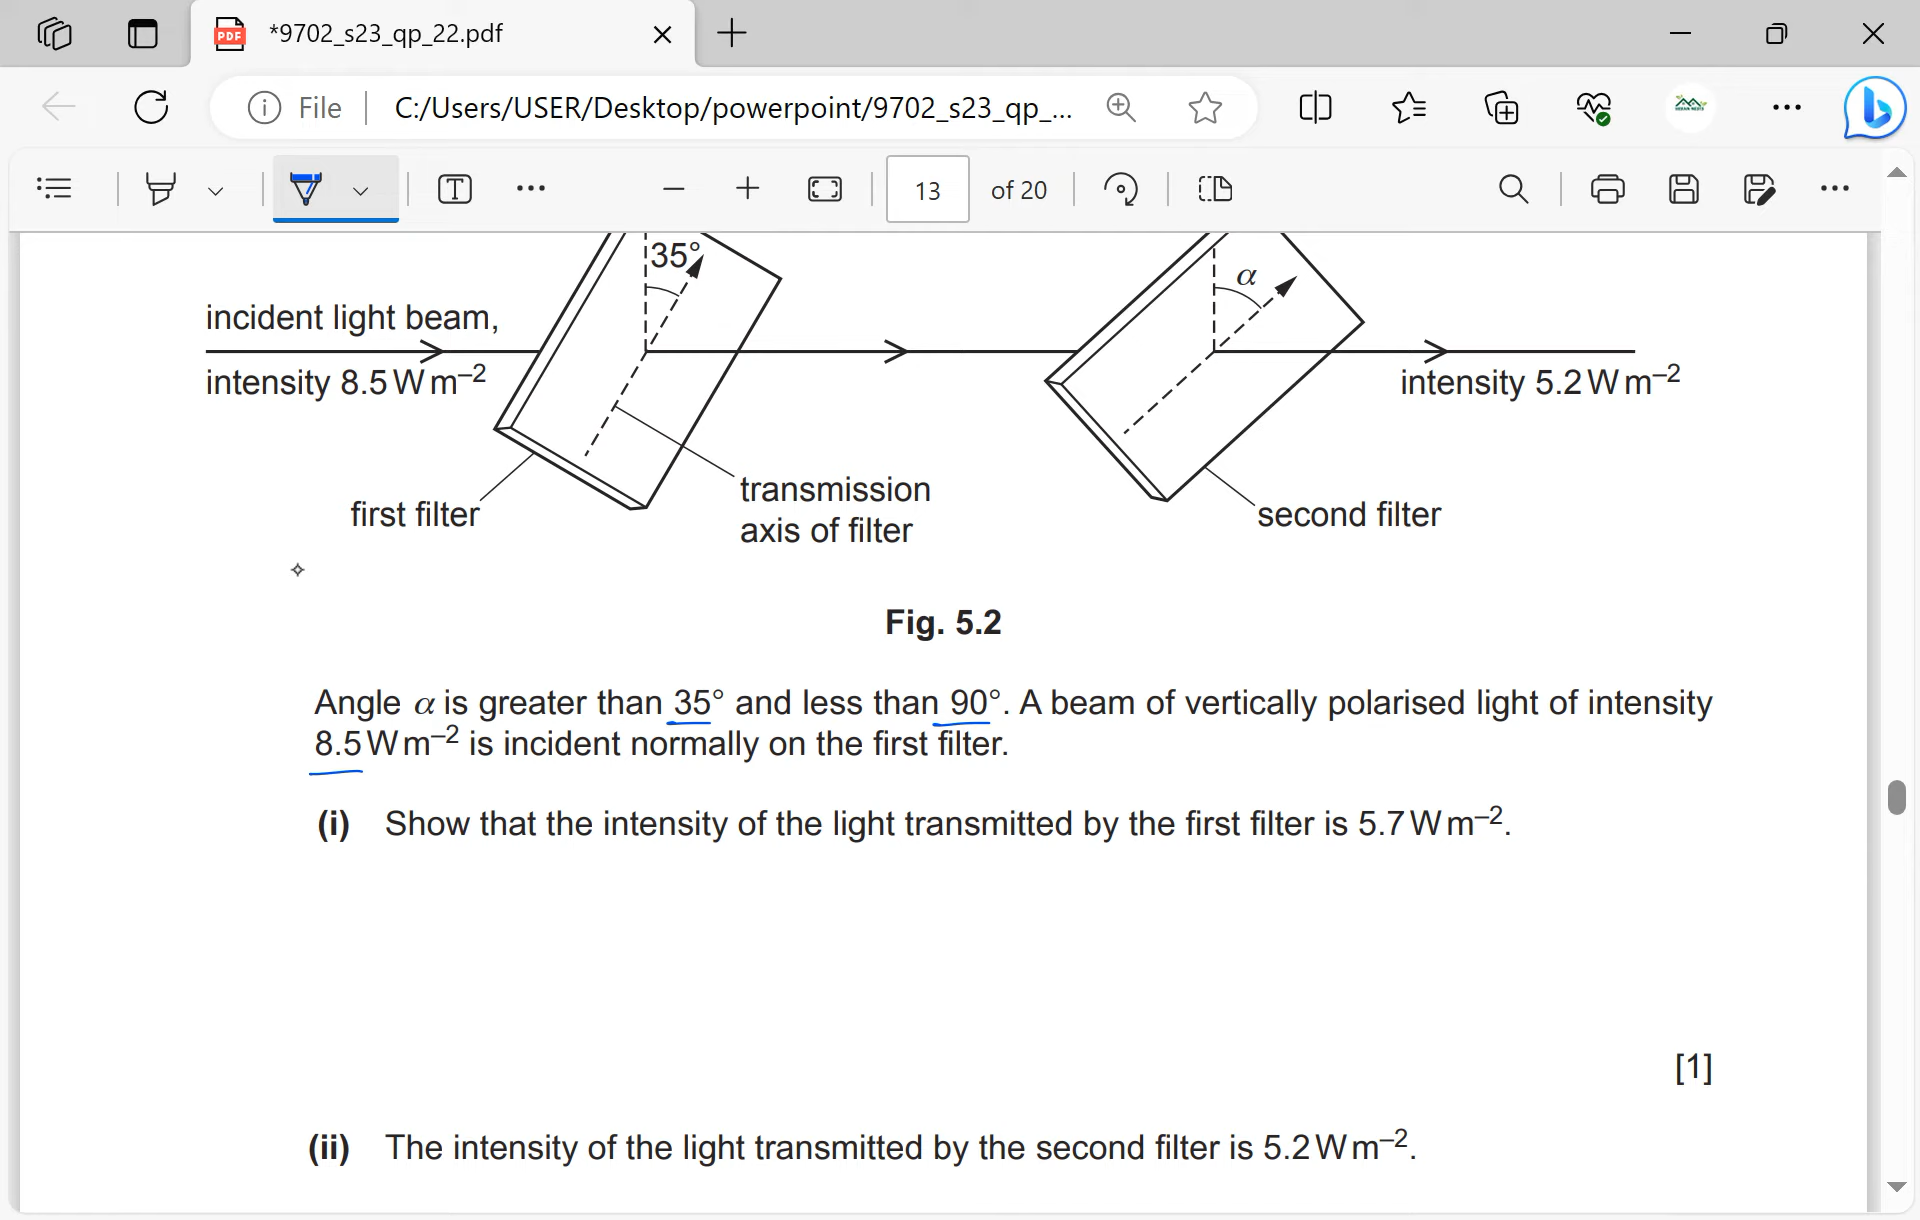 *9702_s23_qp_22.pdf
File
C:/Users/USER/Desktop/powerpoint/9702_s23_qp_...
13 of 20
35°
α
incident light beam,
intensity 8.5 W m⁻²
intensity 5.2 W m⁻²
transmission
axis of filter
first filter
second filter
Fig. 5.2
Angle α is greater than 35° and less than 90°. A beam of vertically polarised light of intensity
8.5 W m⁻² is incident normally on the first filter.
(i) Show that the intensity of the light transmitted by the first filter is 5.7 W m⁻².
[1]
(ii) The intensity of the light transmitted by the second filter is 5.2 W m⁻².